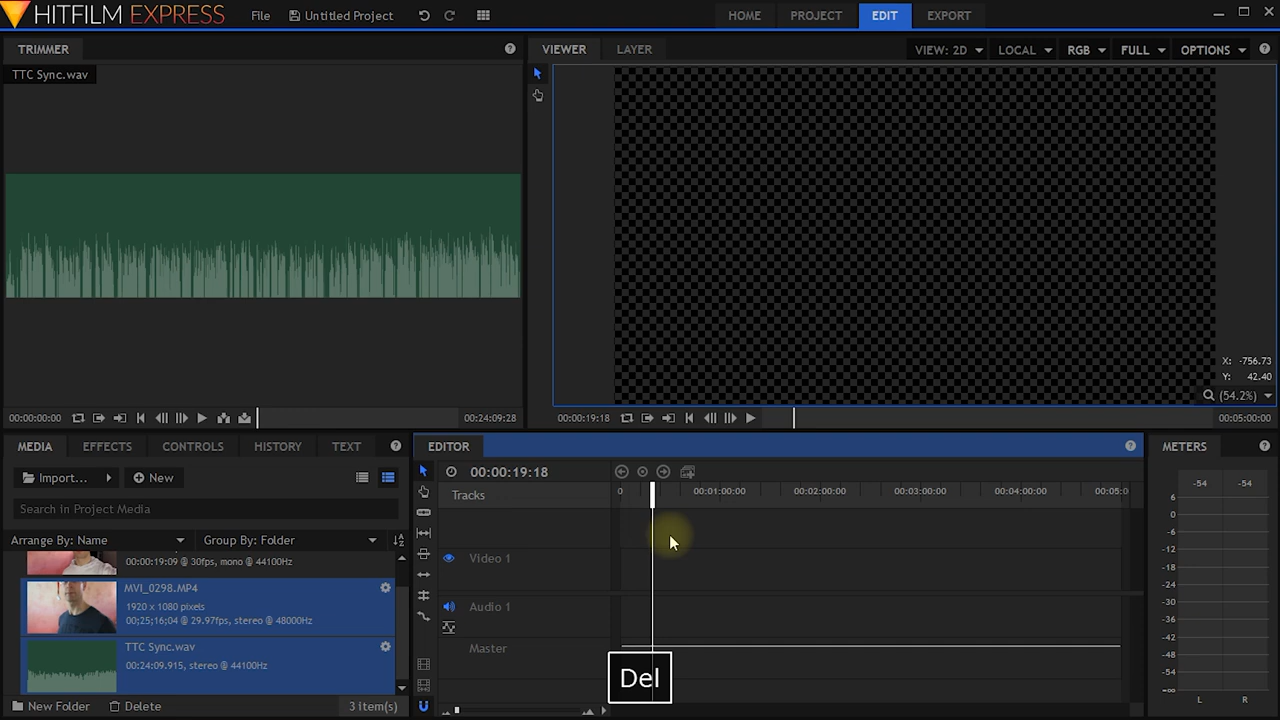 HITFILM EXPRESS File Untitled Project HOME PROJECT EDIT EXPORT
TRIMMER
TTC Sync.wav
00:00:00:00 00:24:09:28
VIEWER LAYER VIEW: 2D LOCAL RGB FULL OPTIONS
X: -756.73
Y: 42.40
(54.2%)
00:00:19:18 00:05:00:00
MEDIA EFFECTS CONTROLS HISTORY TEXT
Import... New
Search In Project Media
Arrange By: Name Group By: Folder
00:00:19:09 @ 30fps, mono @ 44100Hz
MVI_0298.MP4
1920 x 1080 pixels
00;25;16;04 @ 29.97fps, stereo @ 48000Hz
TTC Sync.wav
00:24:09.915, stereo @ 44100Hz
New Folder Delete 3 item(s)
EDITOR
00:00:19:18
Tracks
0 00:01:00:00 00:02:00:00 00:03:00:00 00:04:00:00 00:05:0
Video 1
Audio 1
Master
Del
METERS
-54 -54
6
0
-6
-12
-18
-24
-30
-36
-42
-48
-54
-∞
L R